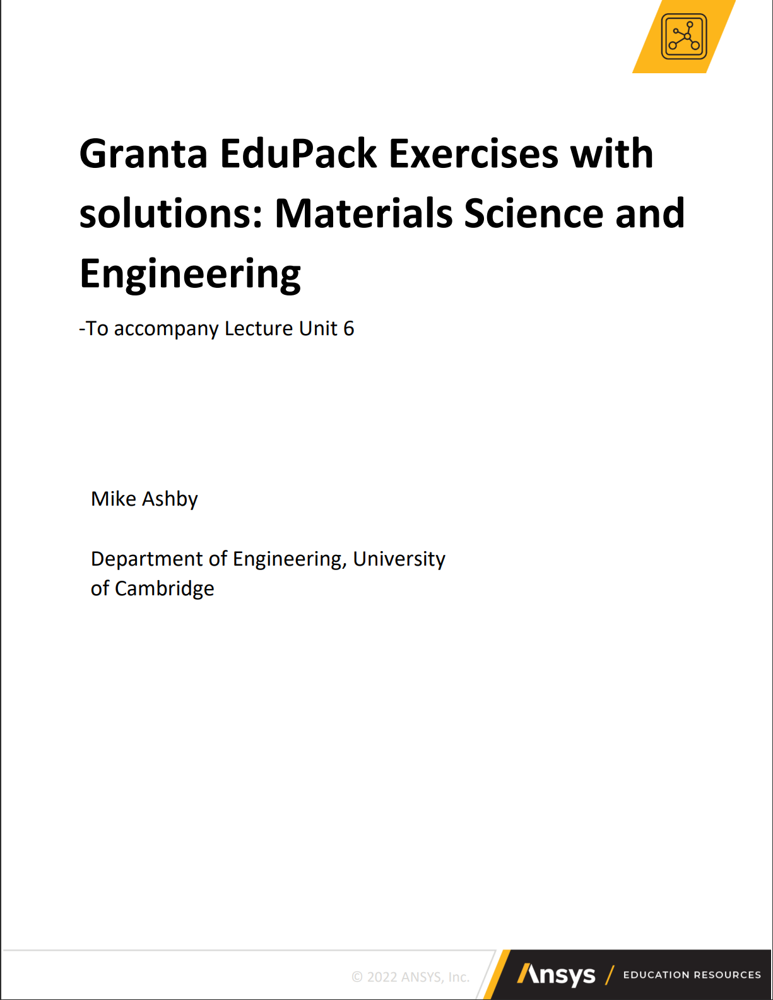 Granta EduPack Exercises with
solutions: Materials Science and
Engineering
-To accompany Lecture Unit 6
Mike Ashby
Department of Engineering, University
of Cambridge
© 2022 ANSYS, Inc.
Ansys / EDUCATION RESOURCES